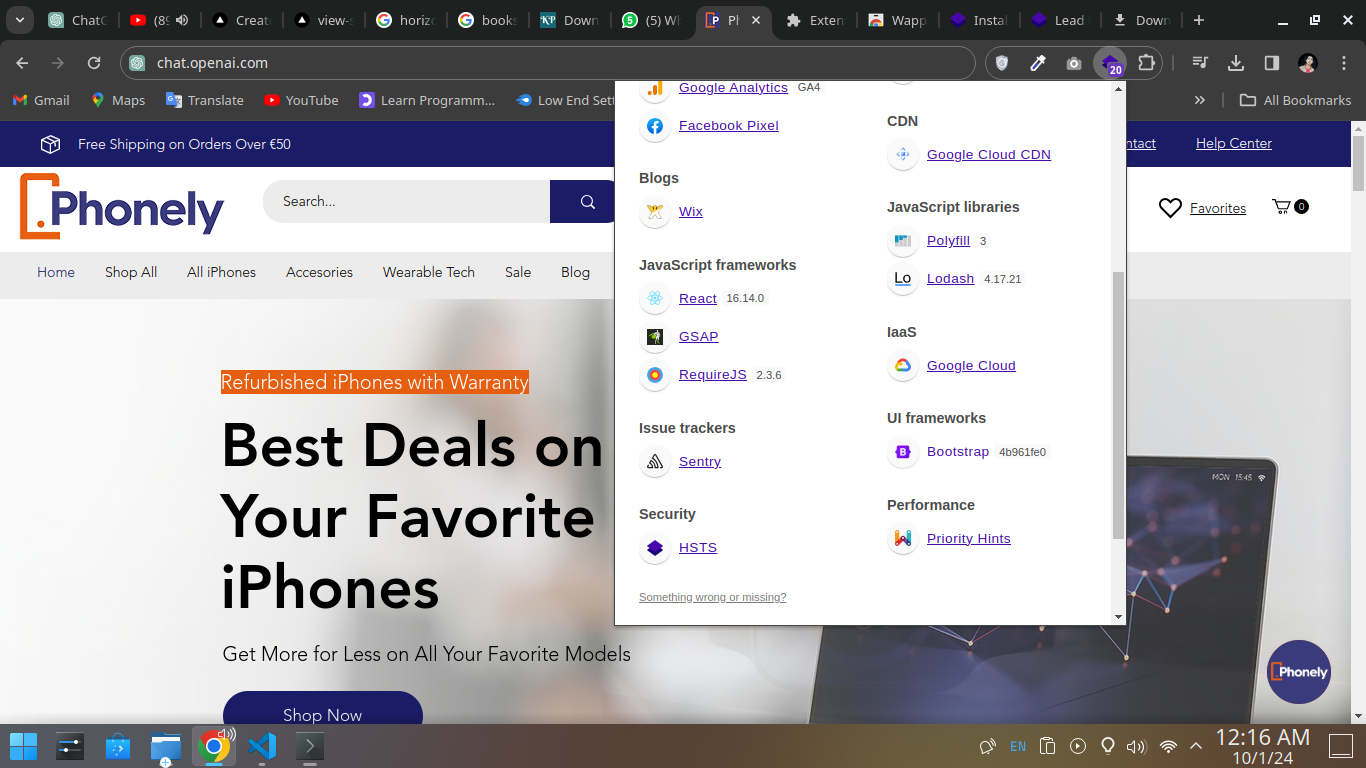 ChatG
(89
Create
view-s
horizo
books
Down
(5) Wh
Ph
Exten
Wapp
Instal
Lead
Down
chat.openai.com
20
Gmail
Maps
Translate
YouTube
Learn Programm...
Low End Sett
All Bookmarks
Free Shipping on Orders Over €50
ntact
Help Center
Phonely
Search...
Favorites
0
Home
Shop All
All iPhones
Accesories
Wearable Tech
Sale
Blog
Refurbished iPhones with Warranty
Best Deals on
Your Favorite
iPhones
Get More for Less on All Your Favorite Models
Shop Now
Google Analytics GA4
Facebook Pixel
Blogs
Wix
JavaScript frameworks
React 16.14.0
GSAP
RequireJS 2.3.6
Issue trackers
Sentry
Security
HSTS
Something wrong or missing?
CDN
Google Cloud CDN
JavaScript libraries
Polyfill 3
Lo
Lodash 4.17.21
IaaS
Google Cloud
UI frameworks
B
Bootstrap 4b961fe0
Performance
Priority Hints
MON 15:45
Phonely
EN
12:16 AM
10/1/24